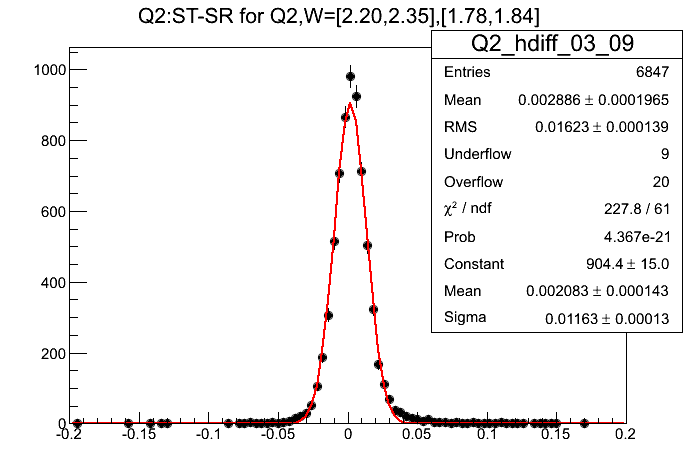 Q2:ST-SR for Q2,W=[2.20,2.35],[1.78,1.84]
Q2_hdiff_03_09
Entries 6847
Mean 0.002886 ± 0.0001965
RMS 0.01623 ± 0.000139
Underflow 9
Overflow 20
χ² / ndf 227.8 / 61
Prob 4.367e-21
Constant 904.4 ± 15.0
Mean 0.002083 ± 0.000143
Sigma 0.01163 ± 0.00013
1000
800
600
400
200
0
-0.2 -0.15 -0.1 -0.05 0 0.05 0.1 0.15 0.2